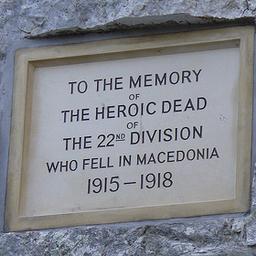 TO THE MEMORY
OF
THE HEROIC DEAD
OF
THE 22ND DIVISION
WHO FELL IN MACEDONIA
1915–1918